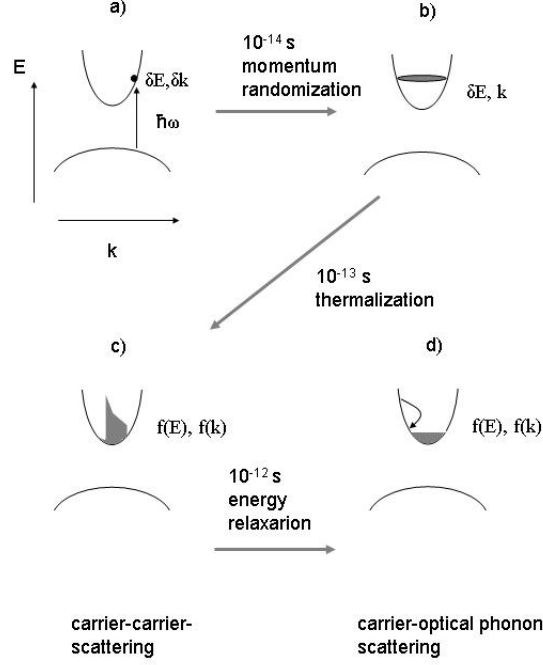 a)
10⁻¹⁴ s
momentum
randomization
b)
E
δE,δk
ħω
δE, k
k
10⁻¹³ s
thermalization
c)
d)
f(E), f(k)
f(E), f(k)
10⁻¹² s
energy
relaxarion
carrier-carrier-
scattering
carrier-optical phonon
scattering